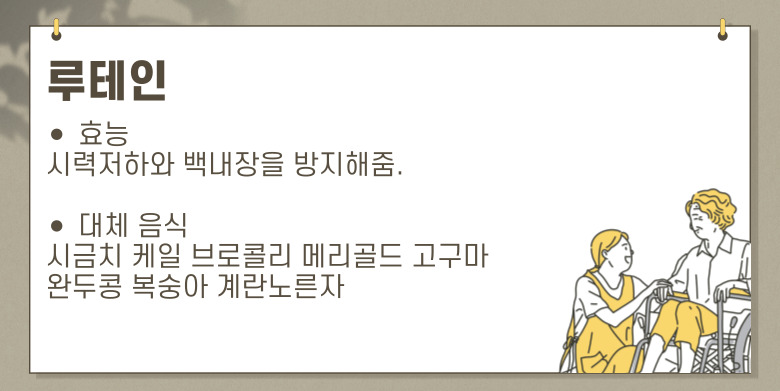 루테인
• 효능
시력저하와 백내장을 방지해줌.
• 대체 음식
시금치 케일 브로콜리 메리골드 고구마
완두콩 복숭아 계란노른자